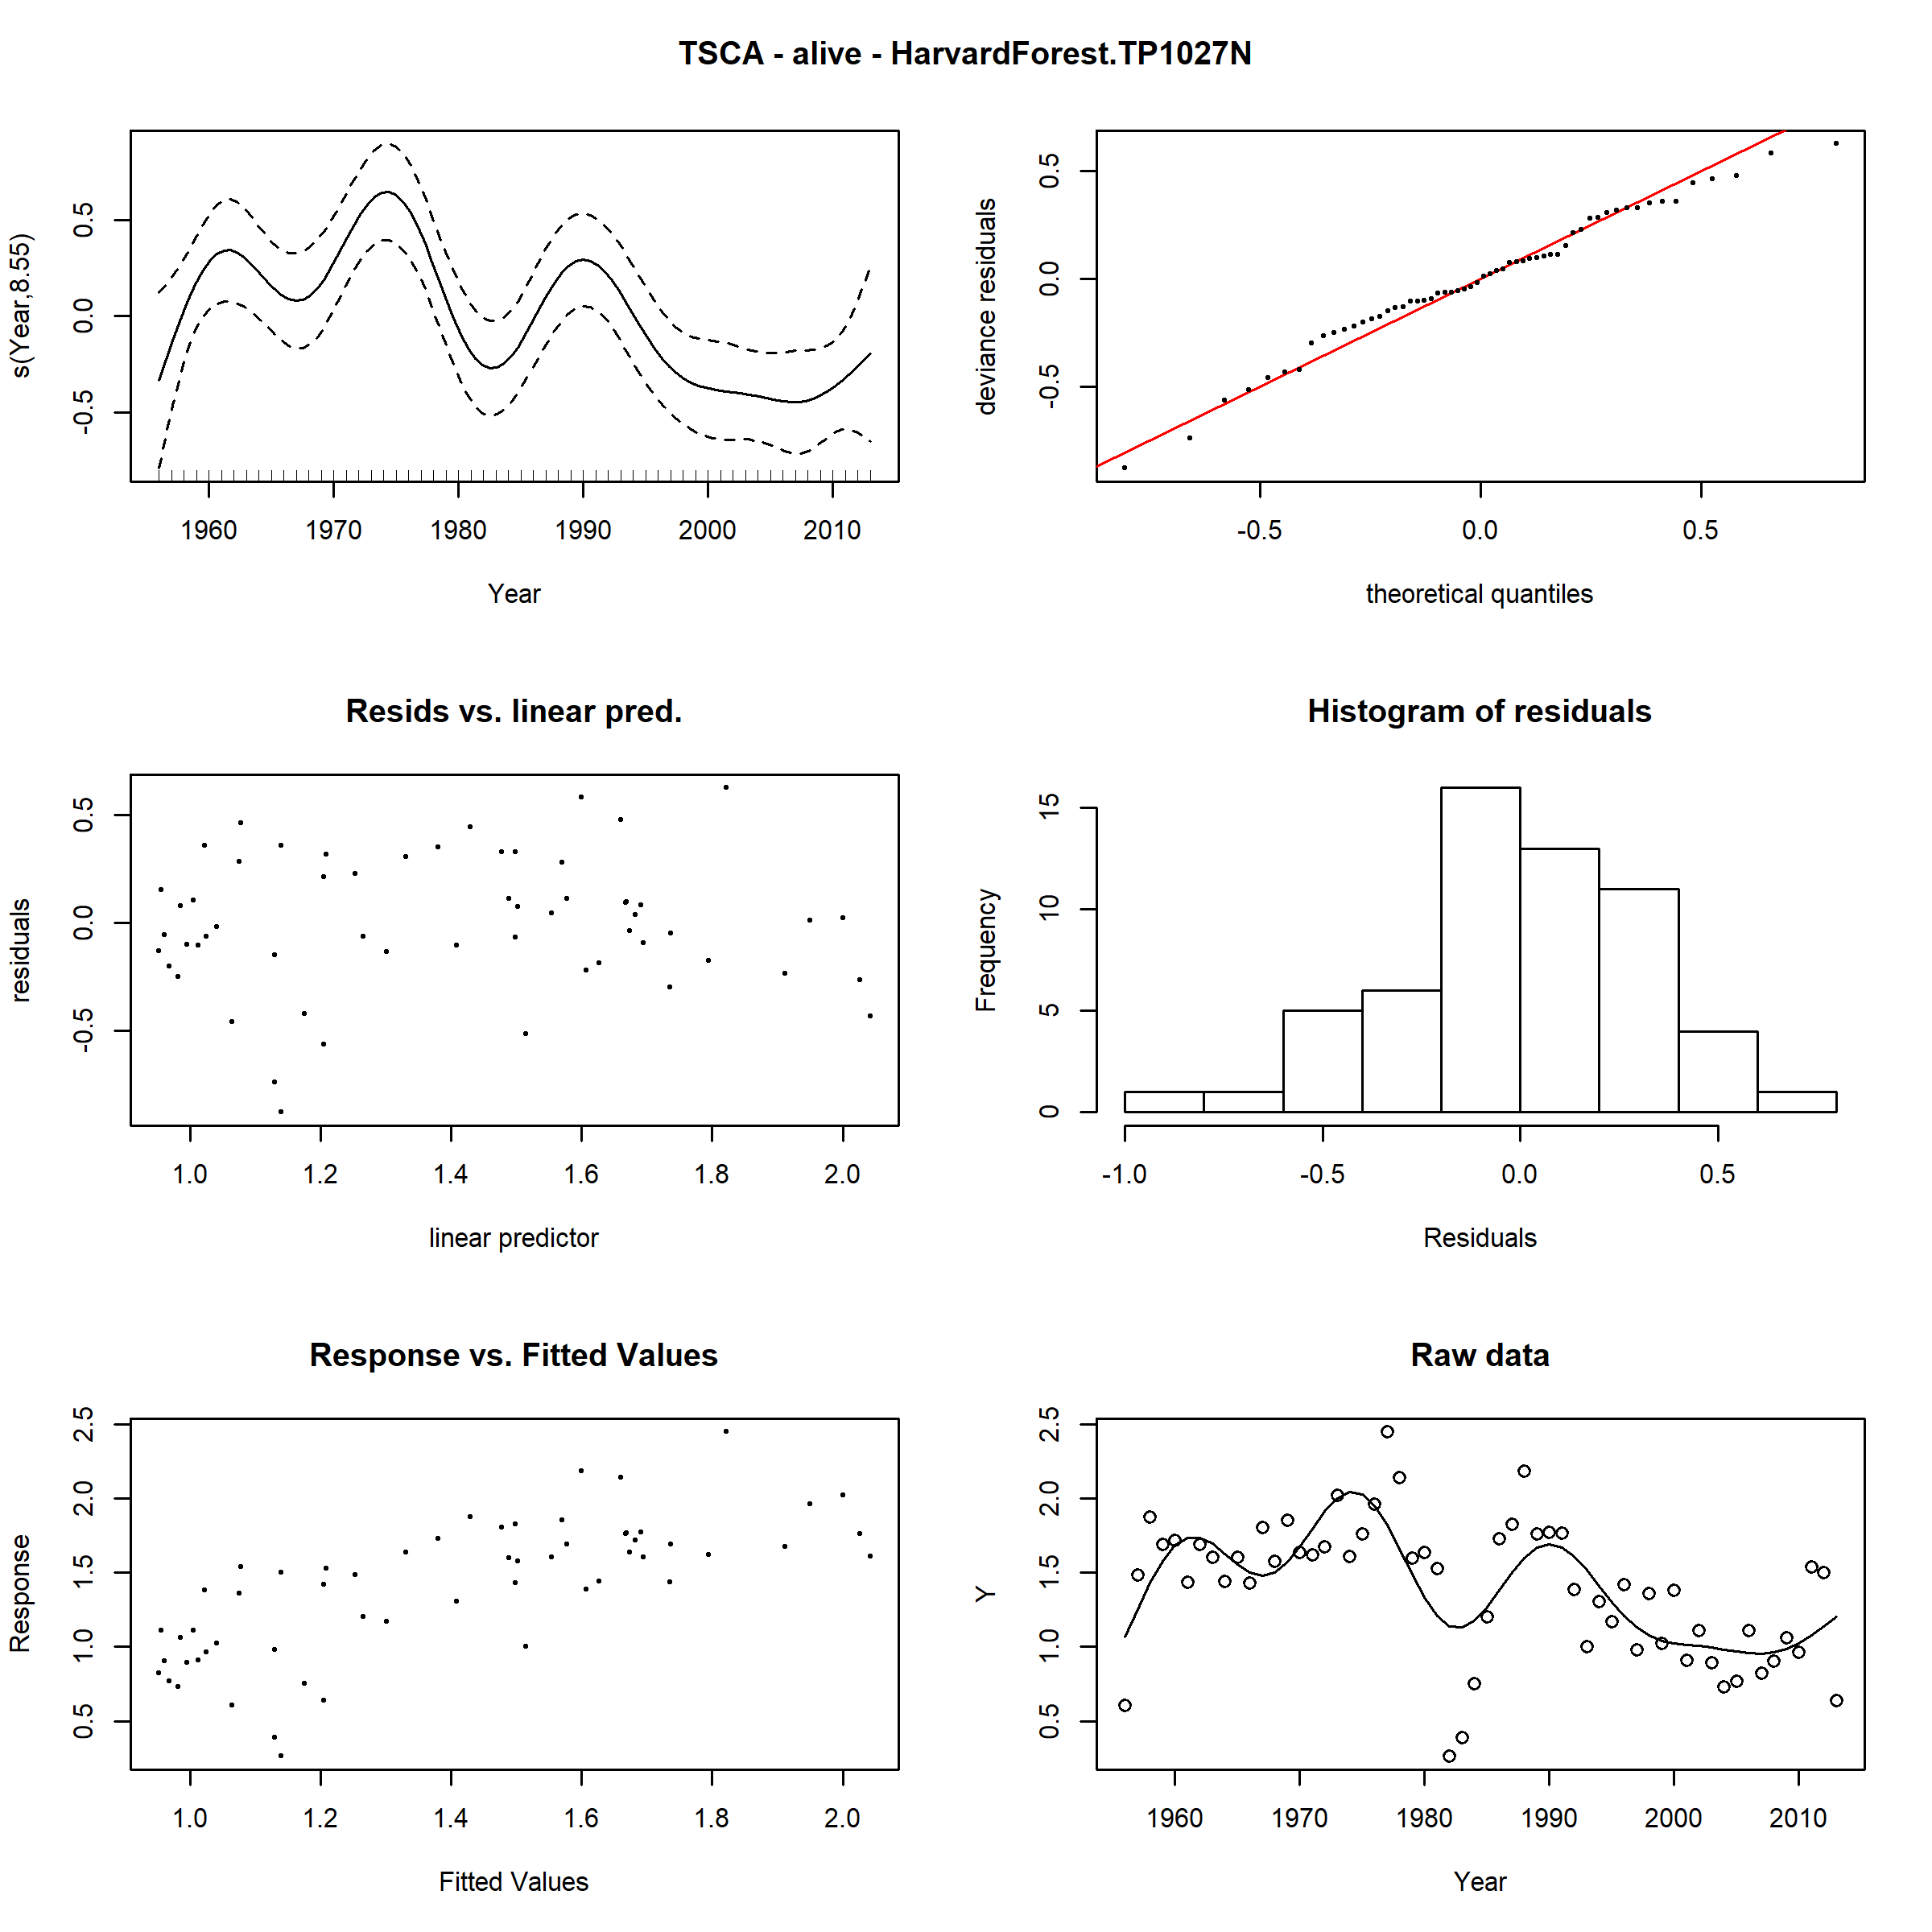 TSCA - alive - HarvardForest.TP1027N
s(Year,8.55)
-0.5 0.0 0.5
1960 1970 1980 1990 2000 2010
Year
deviance residuals
-0.5 0.0 0.5
-0.5 0.0 0.5
theoretical quantiles
Resids vs. linear pred.
residuals
-0.5 0.0 0.5
1.0 1.2 1.4 1.6 1.8 2.0
linear predictor
Histogram of residuals
Frequency
0 5 10 15
-1.0 -0.5 0.0 0.5
Residuals
Response vs. Fitted Values
Response
0.5 1.0 1.5 2.0 2.5
1.0 1.2 1.4 1.6 1.8 2.0
Fitted Values
Raw data
Y
0.5 1.0 1.5 2.0 2.5
1960 1970 1980 1990 2000 2010
Year